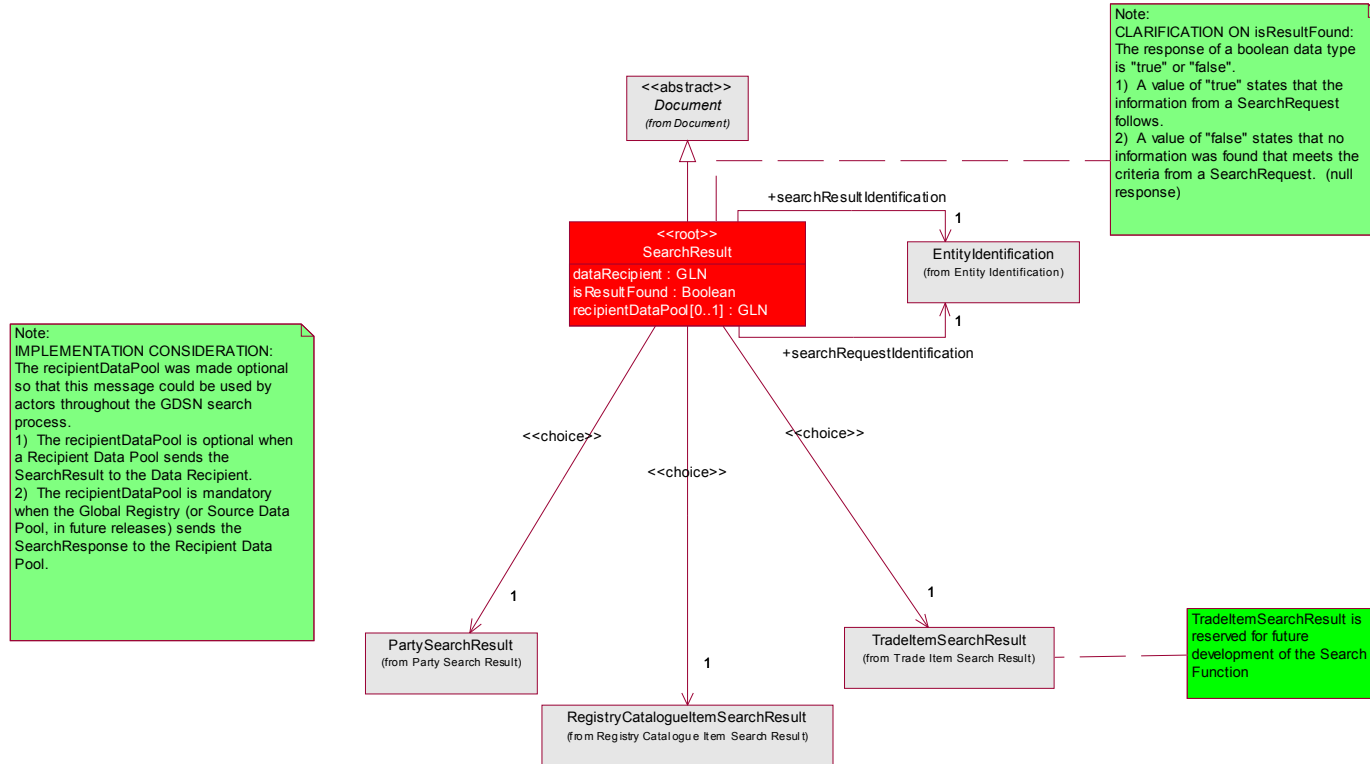 Note:
CLARIFICATION ON isResultFound:
The response of a boolean data type
is "true" or "false".
1)  A value of "true" states that the
information from a SearchRequest
follows.
2)  A value of "false" states that no
information was found that meets the
criteria from a SearchRequest.  (null
response)
<<abstract>>
Document
(from Document)
+searchResultIdentification
1
<<root>>
SearchResult
dataRecipient : GLN
isResultFound : Boolean
recipientDataPool[0..1] : GLN
EntityIdentification
(from Entity Identification)
1
+searchRequestIdentification
Note:
IMPLEMENTATION CONSIDERATION:
The recipientDataPool was made optional
so that this message could be used by
actors throughout the GDSN search
process.
1)  The recipientDataPool is optional when
a Recipient Data Pool sends the
SearchResult to the Data Recipient.
2)  The recipientDataPool is mandatory
when the Global Registry (or Source Data
Pool, in future releases) sends the
SearchResponse to the Recipient Data
Pool.
<<choice>>
<<choice>>
<<choice>>
1
1
1
PartySearchResult
(from Party Search Result)
TradeItemSearchResult
(from Trade Item Search Result)
TradeItemSearchResult is
reserved for future
development of the Search
Function
RegistryCatalogueItemSearchResult
(from Registry Catalogue Item Search Result)